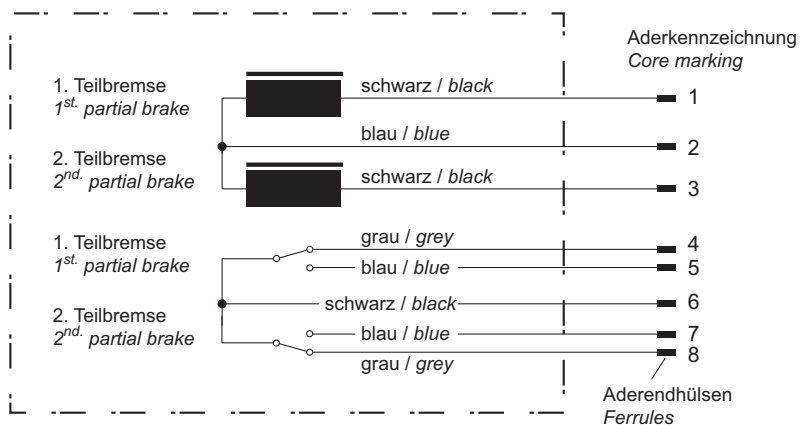 Aderkennzeichnung
Core marking
1. Teilbremse
1st. partial brake
schwarz / black
1
blau / blue
2
2. Teilbremse
2nd. partial brake
schwarz / black
3
1. Teilbremse
1st. partial brake
grau / grey
4
blau / blue
5
schwarz / black
6
2. Teilbremse
2nd. partial brake
blau / blue
7
grau / grey
8
Aderendhülsen
Ferrules